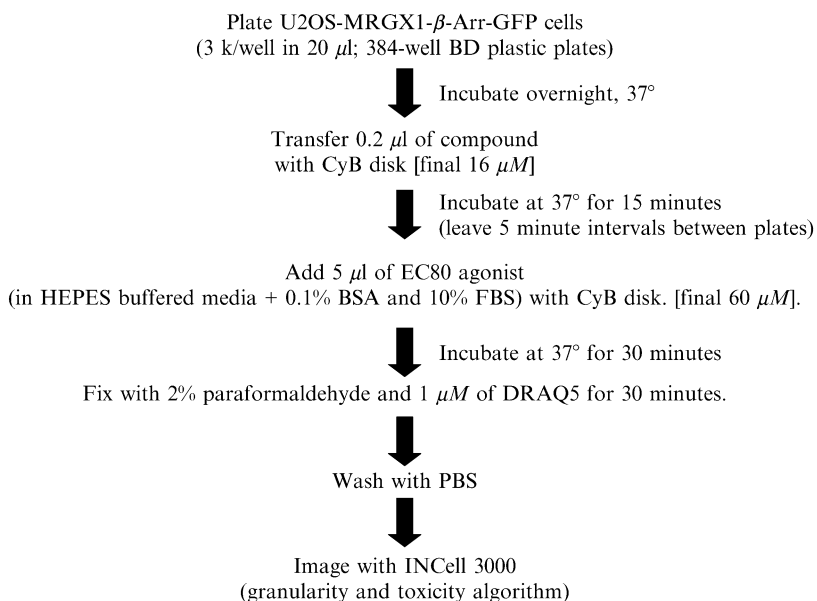 Plate U2OS-MRGX1-β-Arr-GFP cells
(3 k/well in 20 μl; 384-well BD plastic plates)
Incubate overnight, 37°
Transfer 0.2 μl of compound
with CyB disk [final 16 μM]
Incubate at 37° for 15 minutes
(leave 5 minute intervals between plates)
Add 5 μl of EC80 agonist
(in HEPES buffered media + 0.1% BSA and 10% FBS) with CyB disk. [final 60 μM].
Incubate at 37° for 30 minutes
Fix with 2% paraformaldehyde and 1 μM of DRAQ5 for 30 minutes.
Wash with PBS
Image with INCell 3000
(granularity and toxicity algorithm)